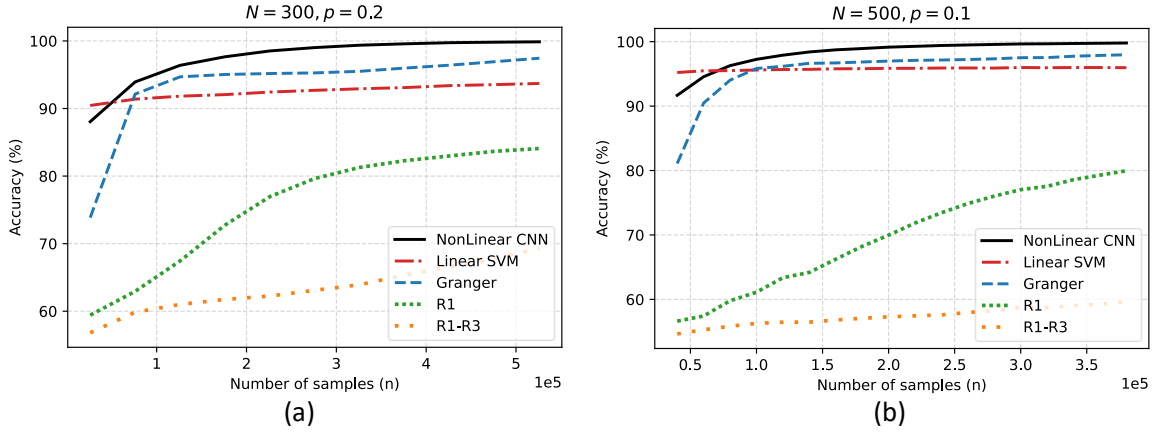 N = 300, p = 0.2
Accuracy (%)
100
90
80
70
60
NonLinear CNN
Linear SVM
Granger
R1
R1-R3
1
2
3
4
5
1e5
Number of samples (n)
(a)
N = 500, p = 0.1
Accuracy (%)
100
90
80
70
60
NonLinear CNN
Linear SVM
Granger
R1
R1-R3
0.5
1.0
1.5
2.0
2.5
3.0
3.5
1e5
Number of samples (n)
(b)